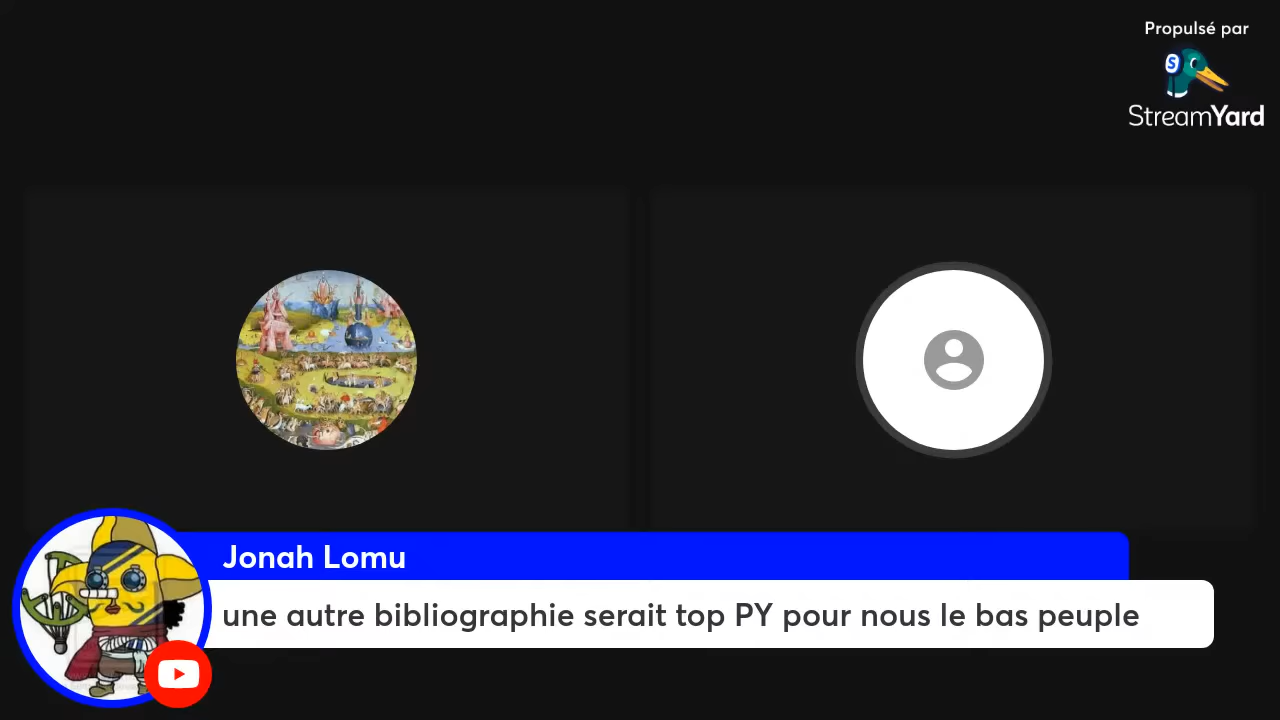 Propulsé par
S
StreamYard
Jonah Lomu
une autre bibliographie serait top PY pour nous le bas peuple